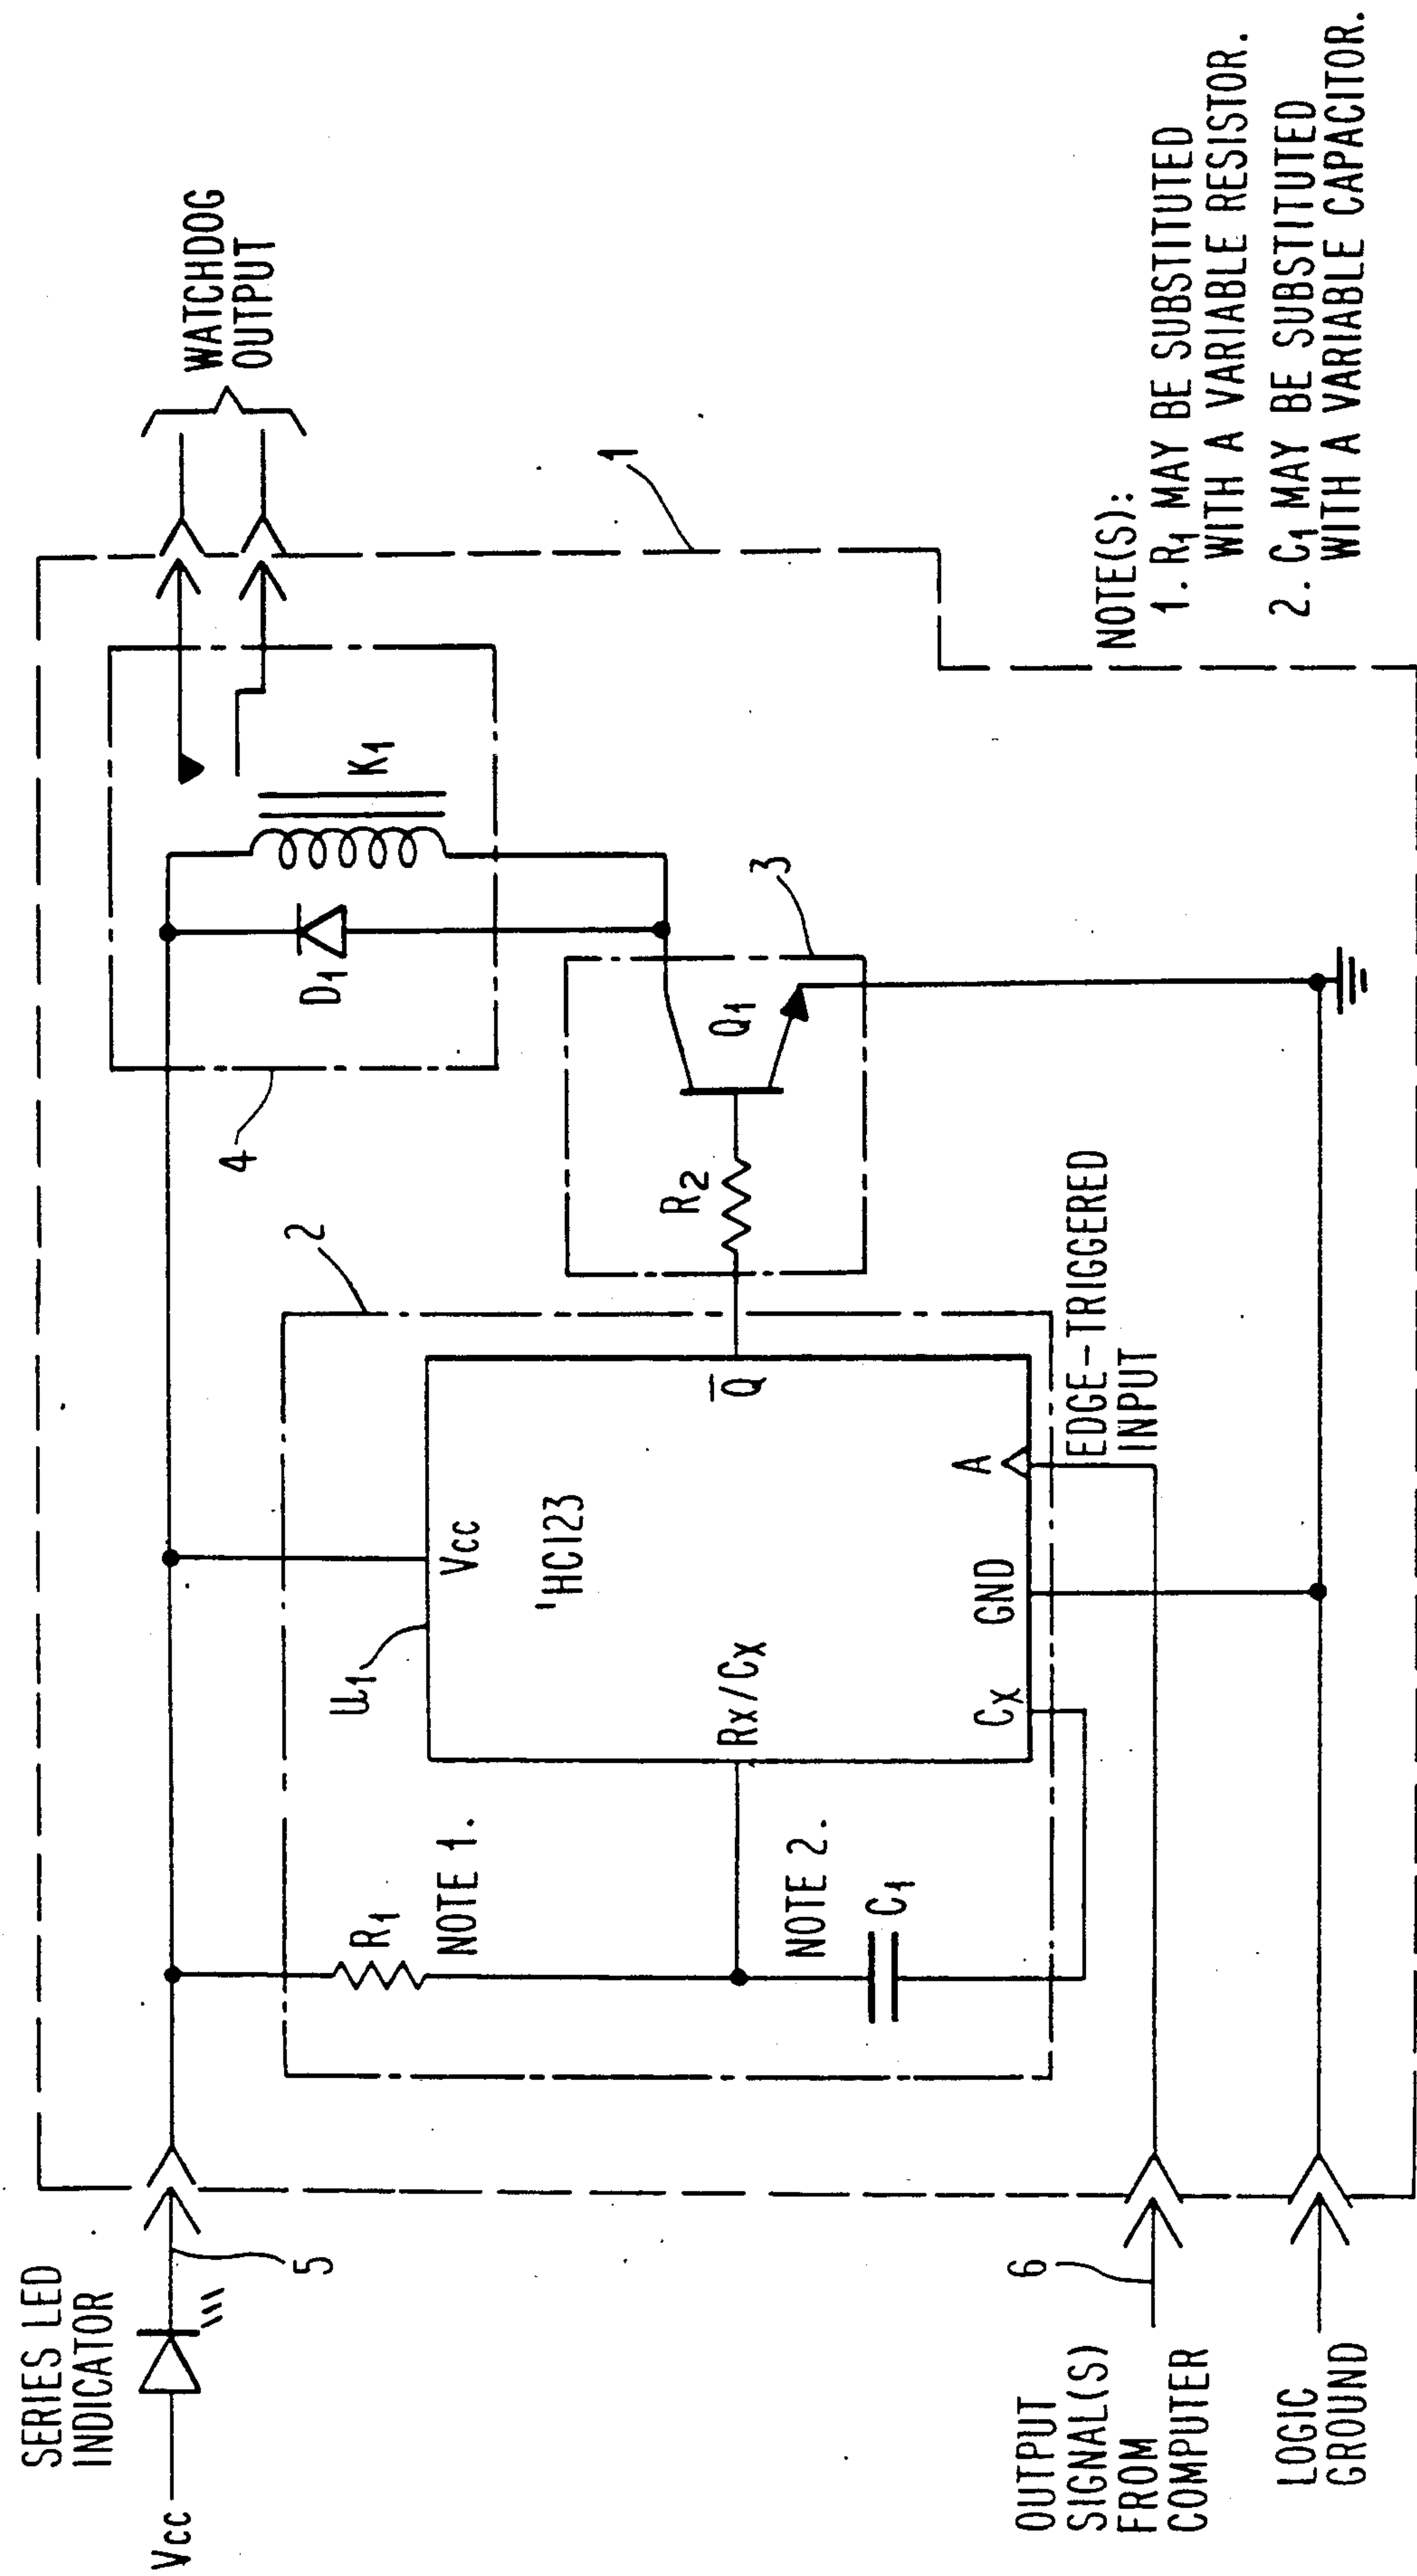 SERIES LED
INDICATOR
Vcc
5
WATCHDOG
OUTPUT
1
4
K1
D1
2
3
U1
Vcc
'HC123
Q̅
Rx/Cx
Cx
GND
A
R1
NOTE 1.
NOTE 2.
C1
R2
Q1
EDGE-TRIGGERED
INPUT
6
OUTPUT
SIGNAL(S)
FROM
COMPUTER
LOGIC
GROUND
NOTE(S):
1. R1 MAY BE SUBSTITUTED
WITH A VARIABLE RESISTOR.
2. C1 MAY BE SUBSTITUTED
WITH A VARIABLE CAPACITOR.